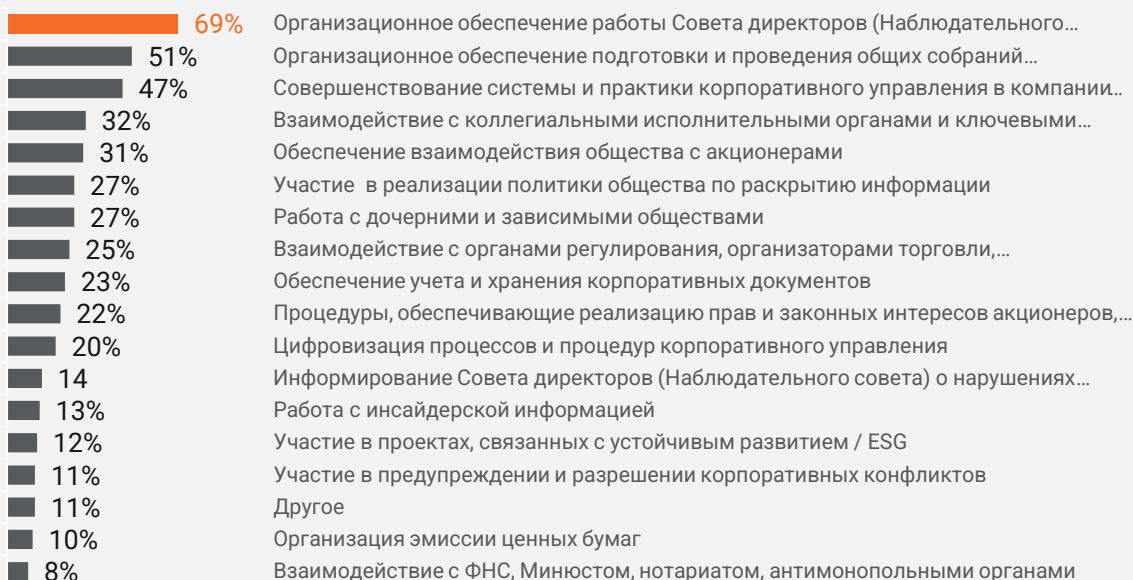 69% Организационное обеспечение работы Совета директоров (Наблюдательного...
51% Организационное обеспечение подготовки и проведения общих собраний...
47% Совершенствование системы и практики корпоративного управления в компании...
32% Взаимодействие с коллегиальными исполнительными органами и ключевыми...
31% Обеспечение взаимодействия общества с акционерами
27% Участие в реализации политики общества по раскрытию информации
27% Работа с дочерними и зависимыми обществами
25% Взаимодействие с органами регулирования, организаторами торговли,...
23% Обеспечение учета и хранения корпоративных документов
22% Процедуры, обеспечивающие реализацию прав и законных интересов акционеров,...
20% Цифровизация процессов и процедур корпоративного управления
14 Информирование Совета директоров (Наблюдательного совета) о нарушениях...
13% Работа с инсайдерской информацией
12% Участие в проектах, связанных с устойчивым развитием / ESG
11% Участие в предупреждении и разрешении корпоративных конфликтов
11% Другое
10% Организация эмиссии ценных бумаг
8% Взаимодействие с ФНС, Минюстом, нотариатом, антимонопольными органами